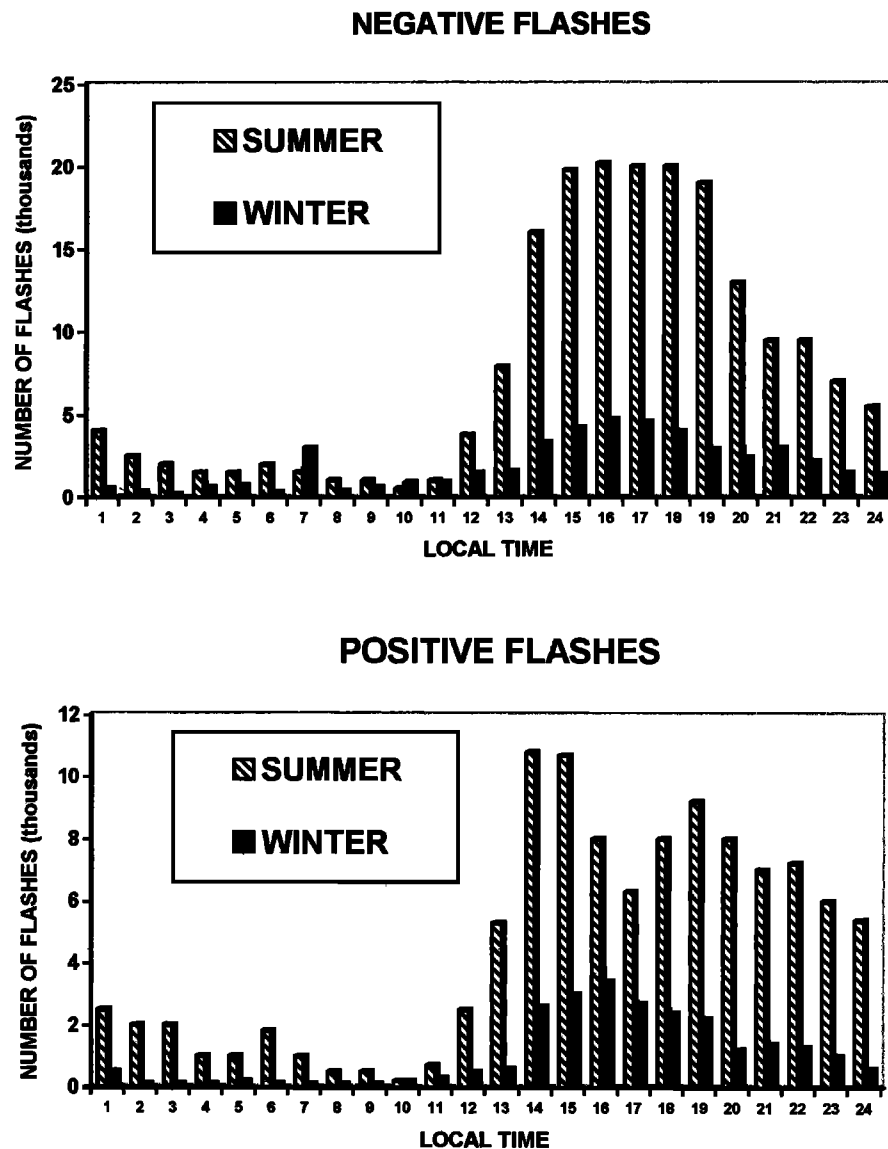 NEGATIVE FLASHES
NUMBER OF FLASHES (thousands)
25
20
15
10
5
0
SUMMER
WINTER
1 2 3 4 5 6 7 8 9 10 11 12 13 14 15 16 17 18 19 20 21 22 23 24
LOCAL TIME
POSITIVE FLASHES
NUMBER OF FLASHES (thousands)
12
10
8
6
4
2
0
SUMMER
WINTER
1 2 3 4 5 6 7 8 9 10 11 12 13 14 15 16 17 18 19 20 21 22 23 24
LOCAL TIME